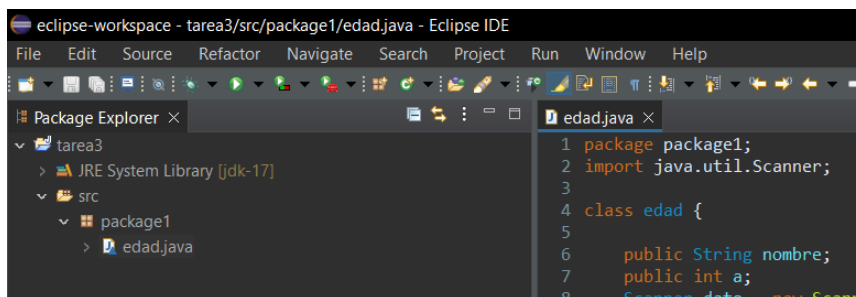 eclipse-workspace - tarea3/src/package1/edad.java - Eclipse IDE
File Edit Source Refactor Navigate Search Project Run Window Help
Package Explorer
tarea3
JRE System Library [jdk-17]
src
package1
edad.java
edad.java
1 package package1;
2 import java.util.Scanner;
3
4 class edad {
5
6 public String nombre;
7 public int a;